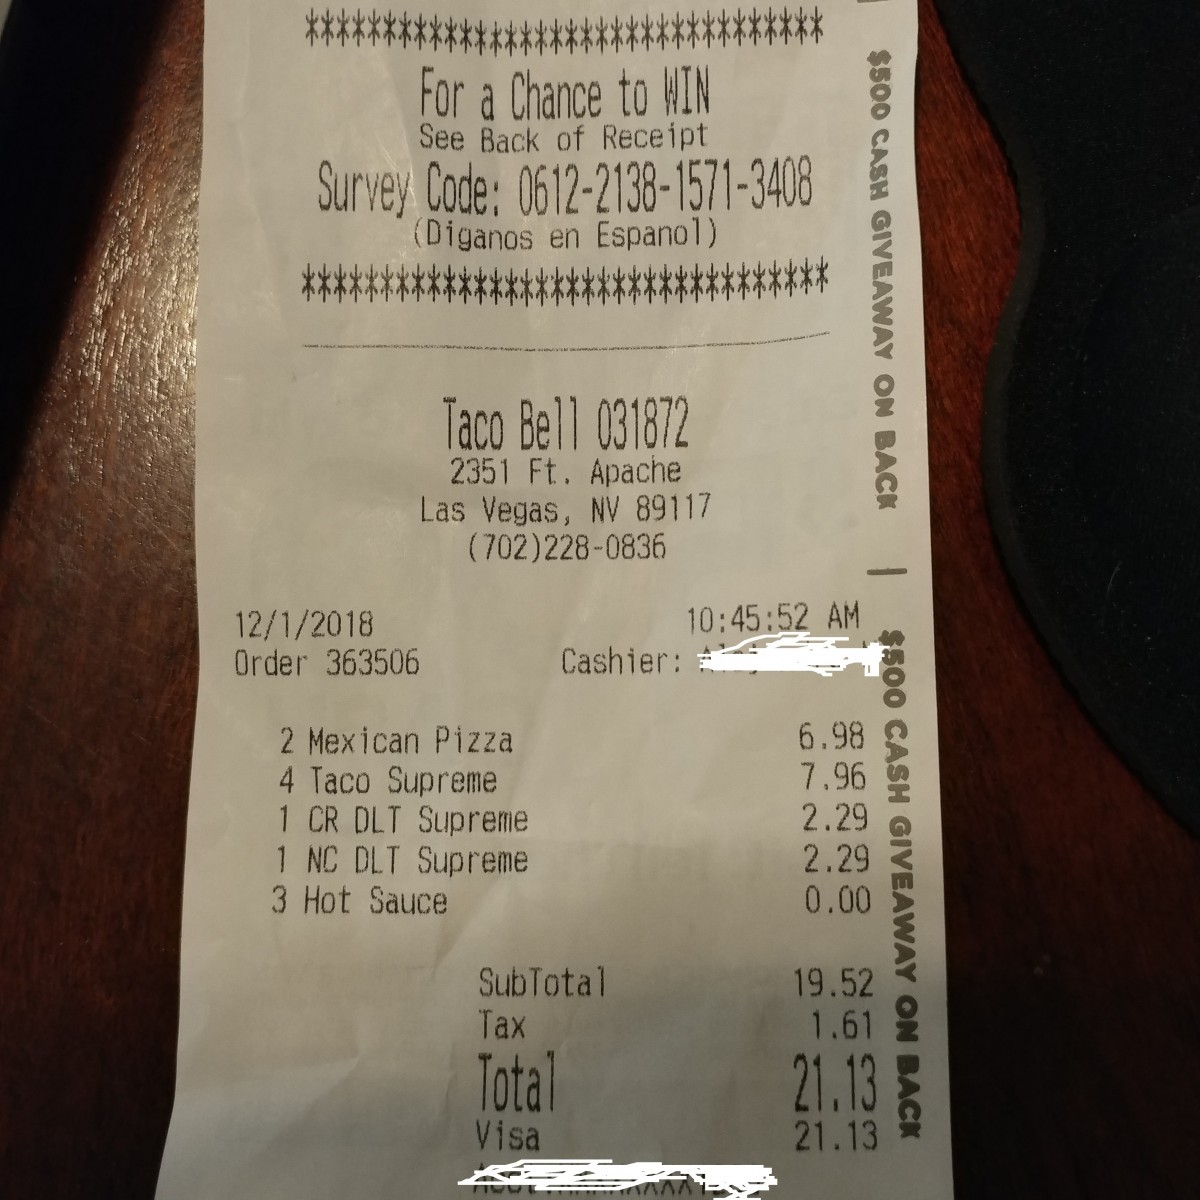 *********************************
For a Chance to WIN
See Back of Receipt
Survey Code: 0612-2138-1571-3408
(Diganos en Espanol)
*********************************
Taco Bell 031872
2351 Ft. Apache
Las Vegas, NV 89117
(702)228-0836
12/1/2018 10:45:52 AM
Order 363506 Cashier:
2 Mexican Pizza 6.98
4 Taco Supreme 7.96
1 CR DLT Supreme 2.29
1 NC DLT Supreme 2.29
3 Hot Sauce 0.00
SubTotal 19.52
Tax 1.61
Total 21.13
Visa 21.13
$500 CASH GIVEAWAY ON BACK
$500 CASH GIVEAWAY ON BACK